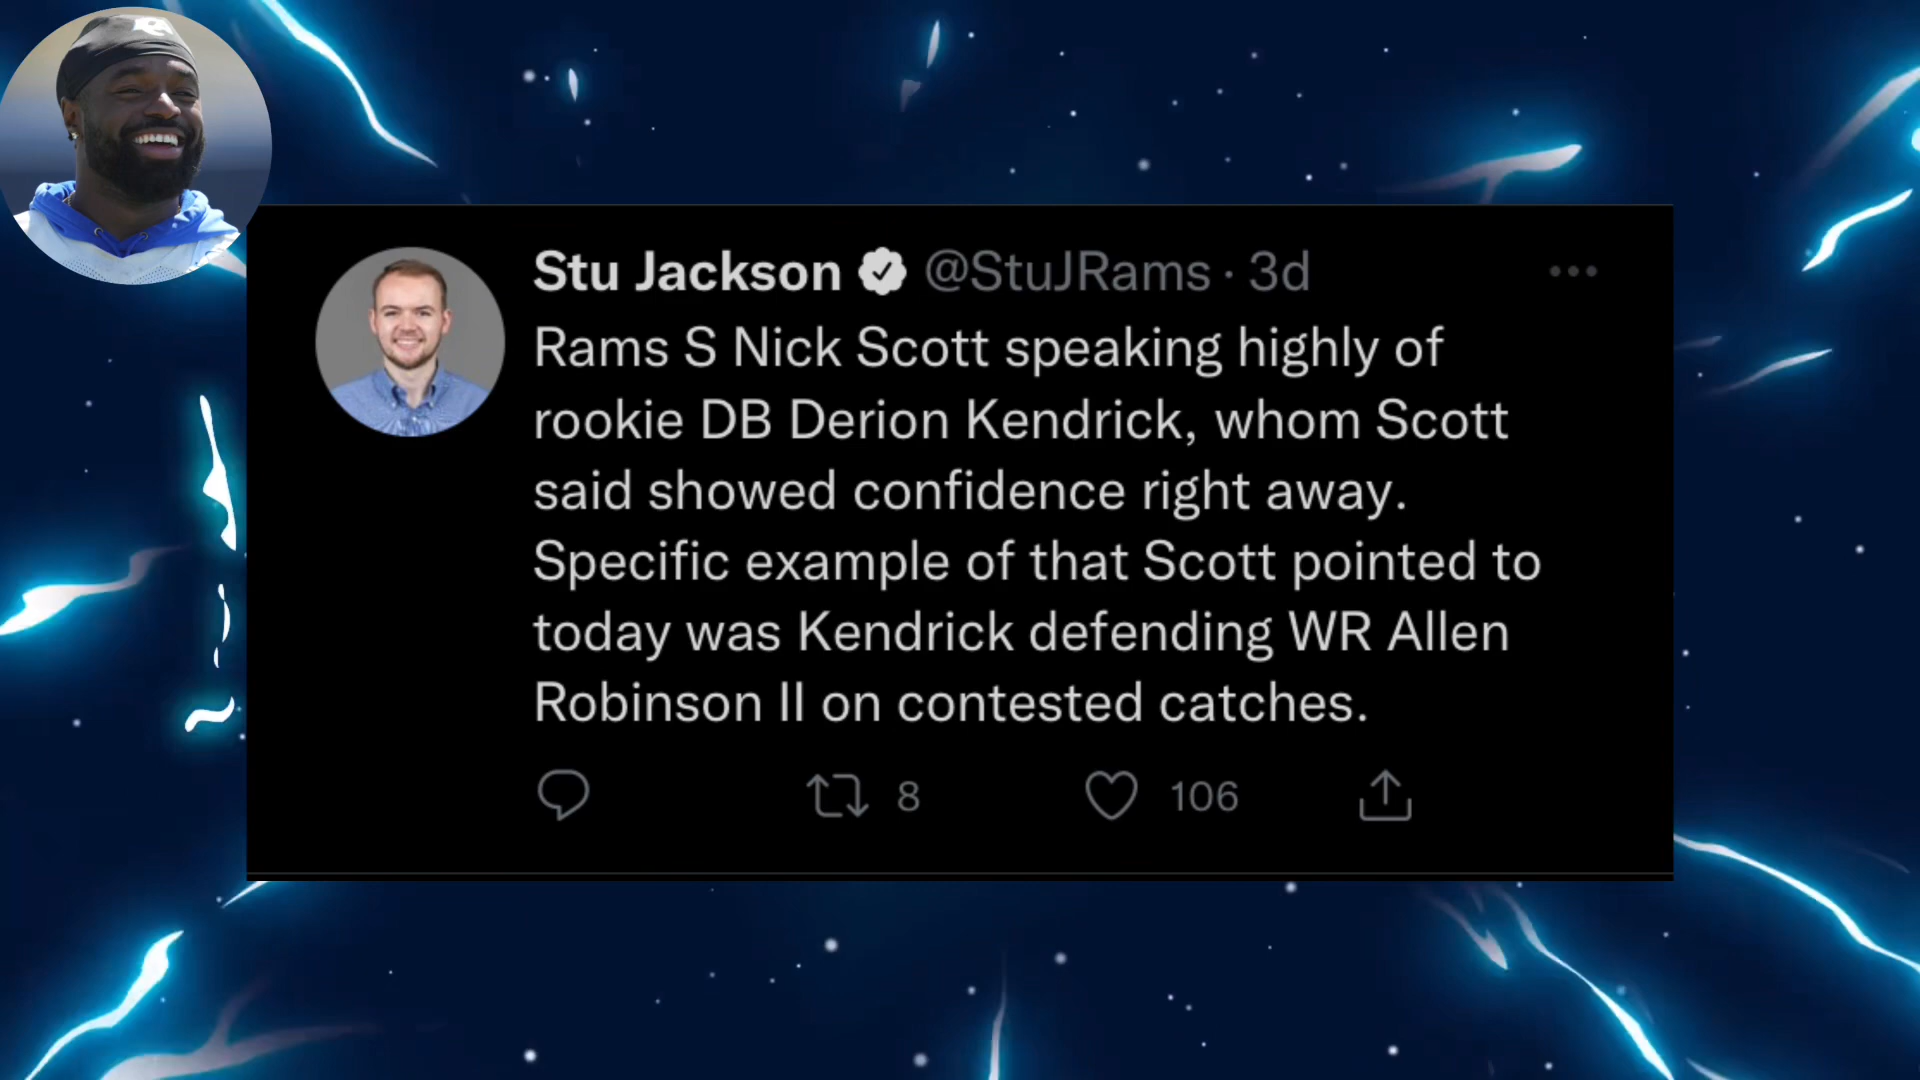 Stu Jackson @StuJRams · 3d
Rams S Nick Scott speaking highly of
rookie DB Derion Kendrick, whom Scott
said showed confidence right away.
Specific example of that Scott pointed to
today was Kendrick defending WR Allen
Robinson II on contested catches.
8 106